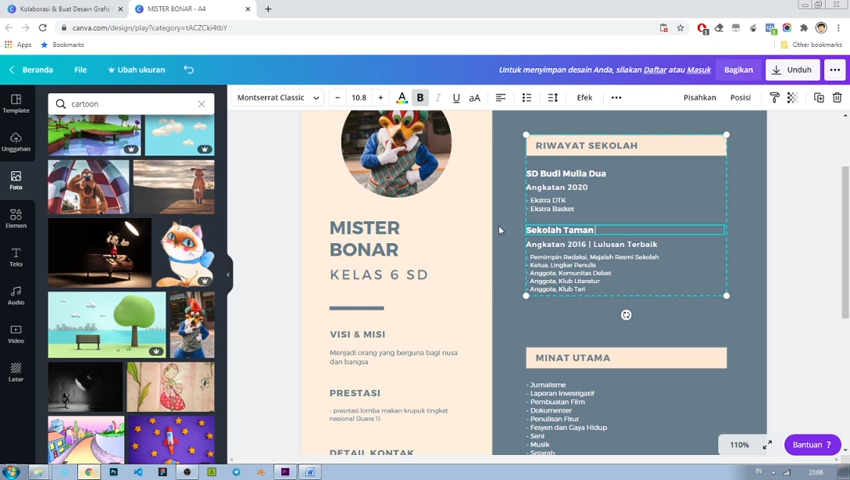 Kolaborasi & Buat Desain Grafis
MISTER BONAR - A4
canva.com/design/play?category=tACZCki4tbY
Apps
Bookmarks
Other bookmarks
Beranda
File
Ubah ukuran
Untuk menyimpan desain Anda, silakan Daftar atau Masuk
Bagikan
Unduh
Template
Unggahan
Foto
Elemen
Teks
Audio
Video
Latar
cartoon
Montserrat Classic
10.8
A
B
I
U
aA
Efek
Pisahkan
Posisi
MISTER
BONAR
KELAS 6 SD
VISI & MISI
Menjadi orang yang berguna bagi nusa
dan bangsa
PRESTASI
- presrtasi lomba makan krupuk tingkat
nasional (Juara 1)
DETAIL KONTAK
RIWAYAT SEKOLAH
SD Budi Mulia Dua
Angkatan 2020
- Ekstra DTK
- Ekstra Basket
Sekolah Taman
Angkatan 2016 | Lulusan Terbaik
- Pemimpin Redaksi, Majalah Resmi Sekolah
- Ketua, Lingkar Penulis
- Anggota, Komunitas Debat
- Anggota, Klub Literatur
- Anggota, Klub Tari
MINAT UTAMA
- Jurnalisme
- Laporan Investigatif
- Pembuatan Film
- Dokumenter
- Penulisan Fitur
- Fesyen dan Gaya Hidup
- Seni
- Musik
- Sejarah
110%
Bantuan ?
IN
23:06